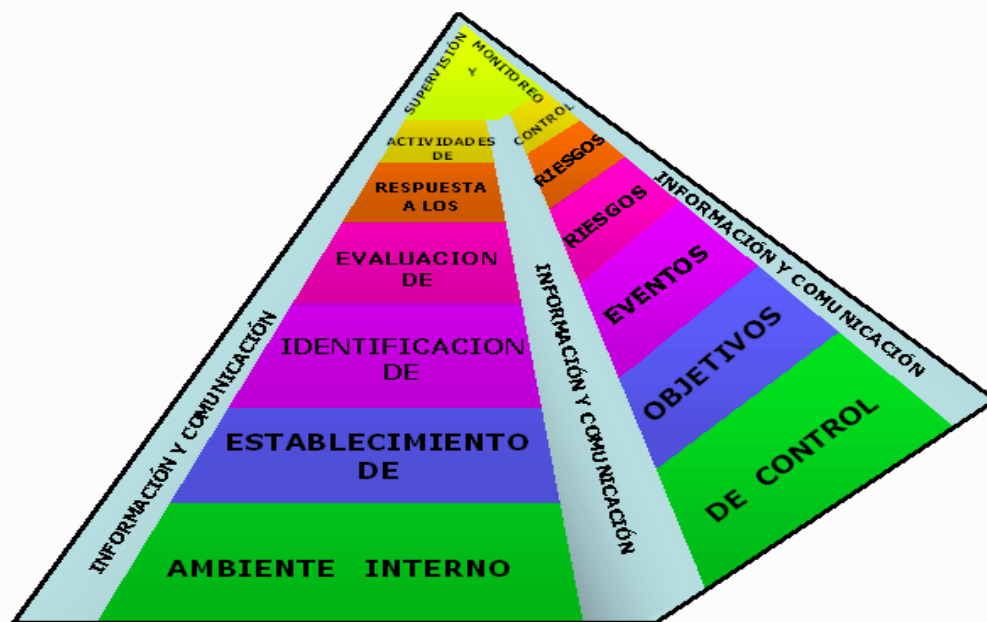 SUPERVISIÓN
Y
MONITOREO
ACTIVIDADES
DE
CONTROL
RESPUESTA
A LOS
RIESGOS
EVALUACION
DE
RIESGOS
IDENTIFICACION
DE
EVENTOS
ESTABLECIMIENTO
DE
OBJETIVOS
AMBIENTE INTERNO
DE CONTROL
INFORMACIÓN Y COMUNICACIÓN
INFORMACIÓN Y COMUNICACIÓN
INFORMACIÓN Y COMUNICACIÓN